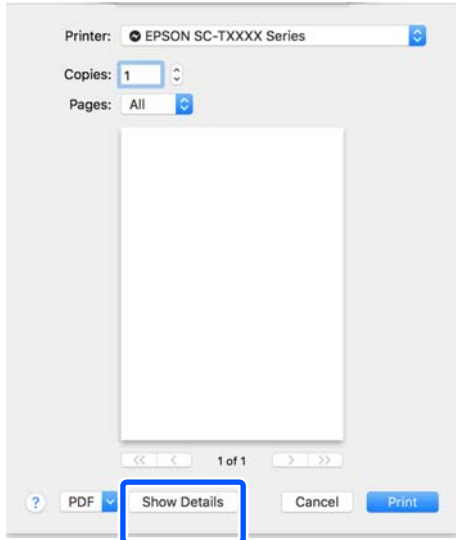 Printer: EPSON SC-TXXXX Series
Copies: 1
Pages: All
<< < 1 of 1 > >>
? PDF Show Details Cancel Print